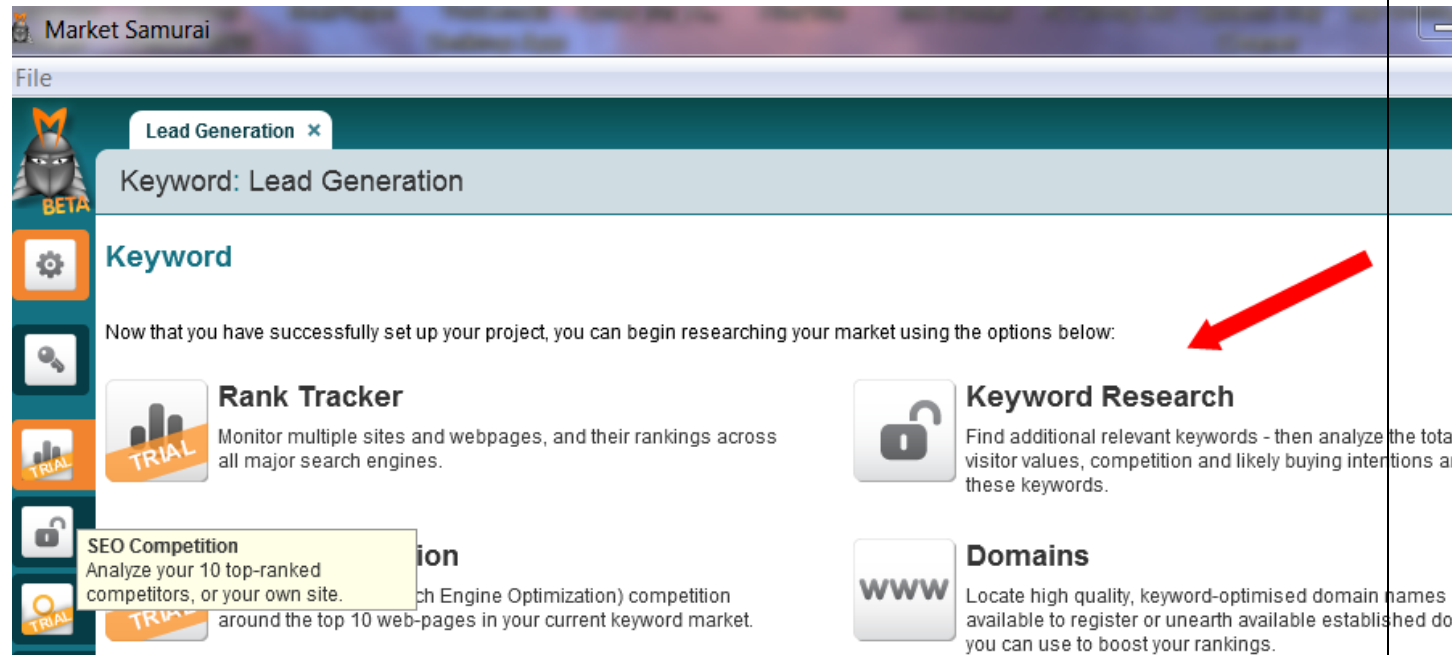 Market Samurai
File
Lead Generation ×
BETA
Keyword: Lead Generation
Keyword
Now that you have successfully set up your project, you can begin researching your market using the options below:
TRIAL
Rank Tracker
Monitor multiple sites and webpages, and their rankings across
all major search engines.
TRIAL
Keyword Research
Find additional relevant keywords - then analyze the tota
visitor values, competition and likely buying intentions a
these keywords.
SEO Competition
Analyze your 10 top-ranked
competitors, or your own site.
TRIAL
ion
ch Engine Optimization) competition
around the top 10 web-pages in your current keyword market.
TRIAL
www
Domains
Locate high quality, keyword-optimised domain names
available to register or unearth available established do
you can use to boost your rankings.